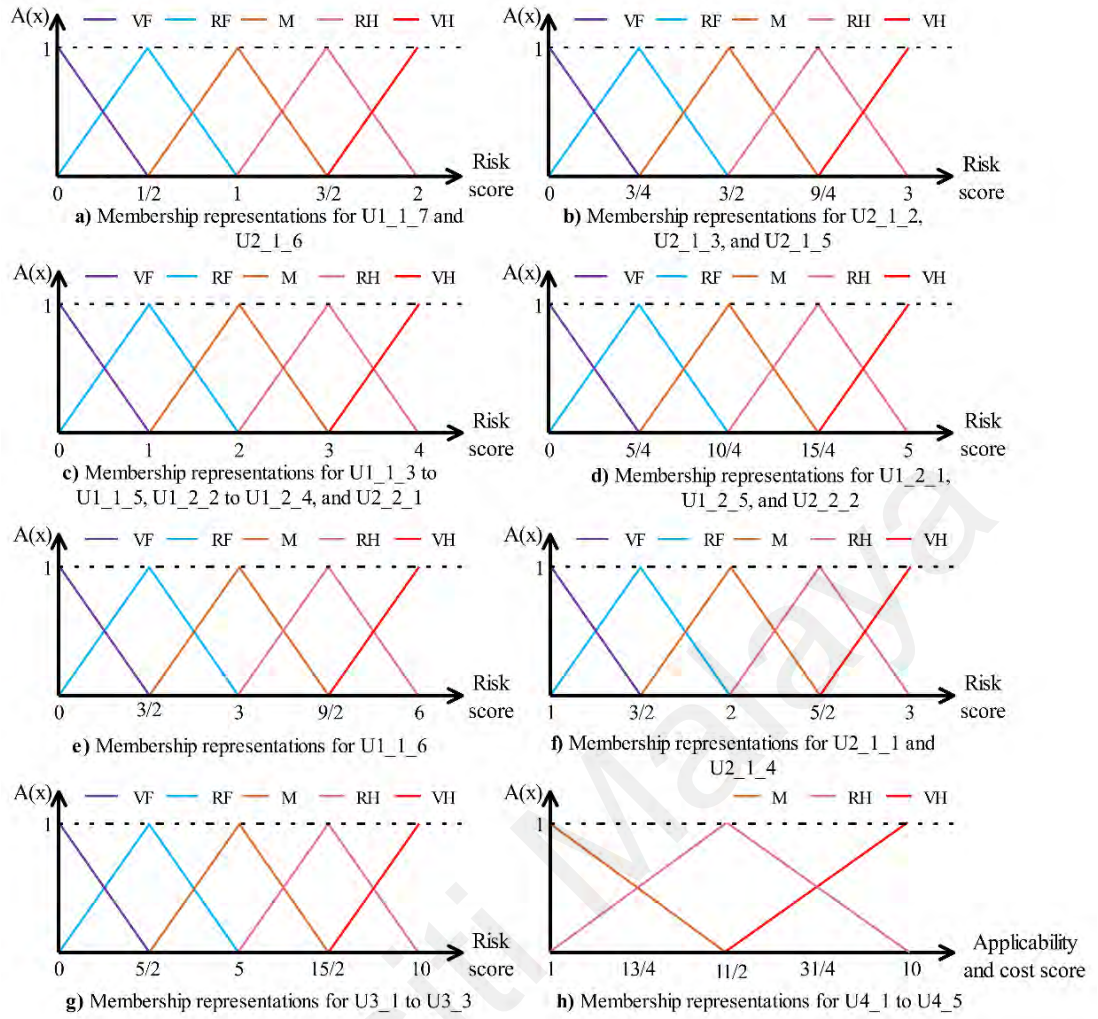 A(x) VF RF M RH VH
1
Risk
score
0 1/2 1 3/2 2
a) Membership representations for U1_1_7 and
U2_1_6
A(x) VF RF M RH VH
1
Risk
score
0 3/4 3/2 9/4 3
b) Membership representations for U2_1_2,
U2_1_3, and U2_1_5
A(x) VF RF M RH VH
1
Risk
score
0 1 2 3 4
c) Membership representations for U1_1_3 to
U1_1_5, U1_2_2 to U1_2_4, and U2_2_1
A(x) VF RF M RH VH
1
Risk
score
0 5/4 10/4 15/4 5
d) Membership representations for U1_2_1,
U1_2_5, and U2_2_2
A(x) VF RF M RH VH
1
Risk
score
0 3/2 3 9/2 6
e) Membership representations for U1_1_6
A(x) VF RF M RH VH
1
Risk
score
1 3/2 2 5/2 3
f) Membership representations for U2_1_1 and
U2_1_4
A(x) VF RF M RH VH
1
Risk
score
0 5/2 5 15/2 10
g) Membership representations for U3_1 to U3_3
A(x) M RH VH
1
Applicability
and cost score
1 13/4 11/2 31/4 10
h) Membership representations for U4_1 to U4_5
iti Malaya